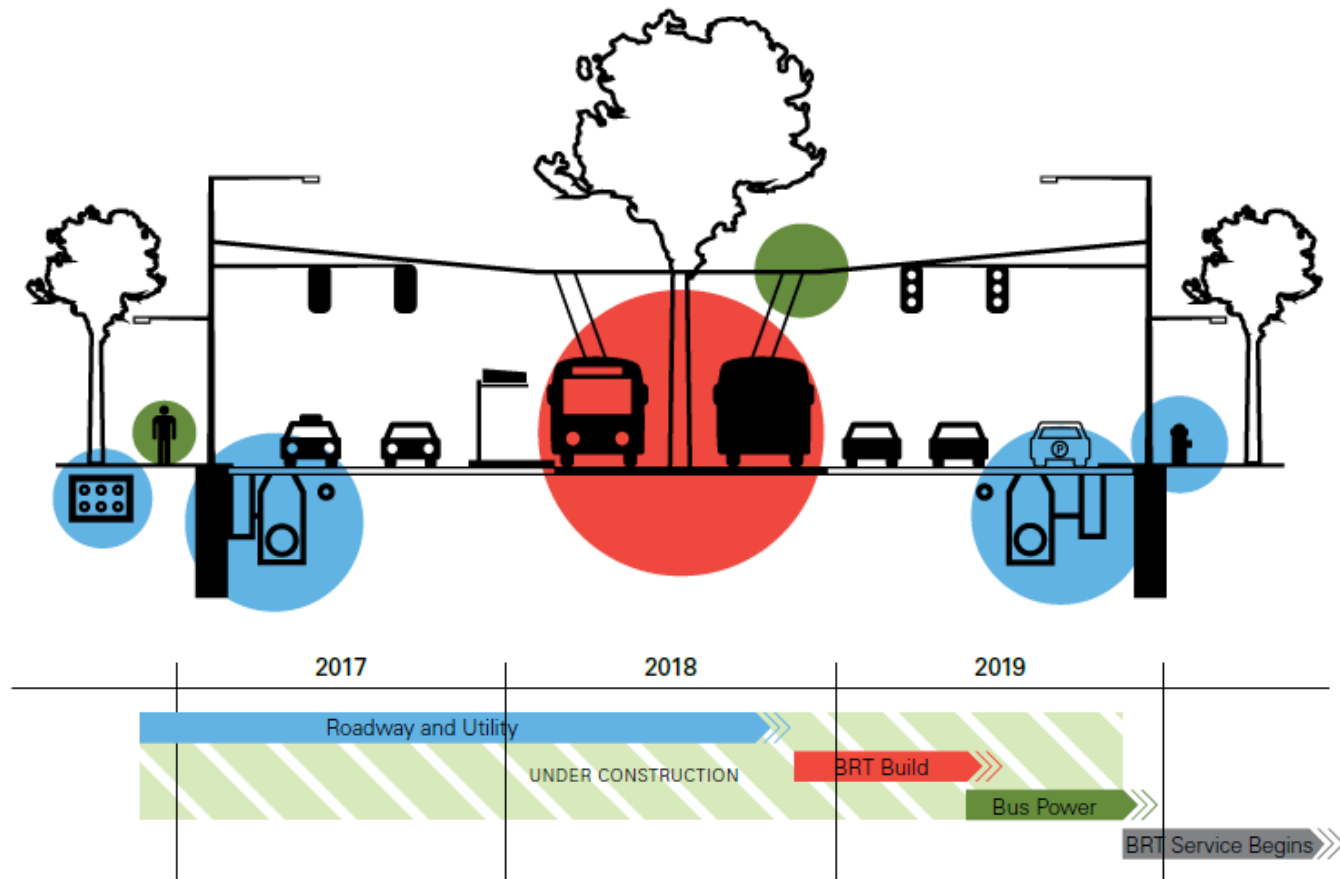 P
2017
2018
2019
Roadway and Utility
UNDER CONSTRUCTION
BRT Build
Bus Power
BRT Service Begins